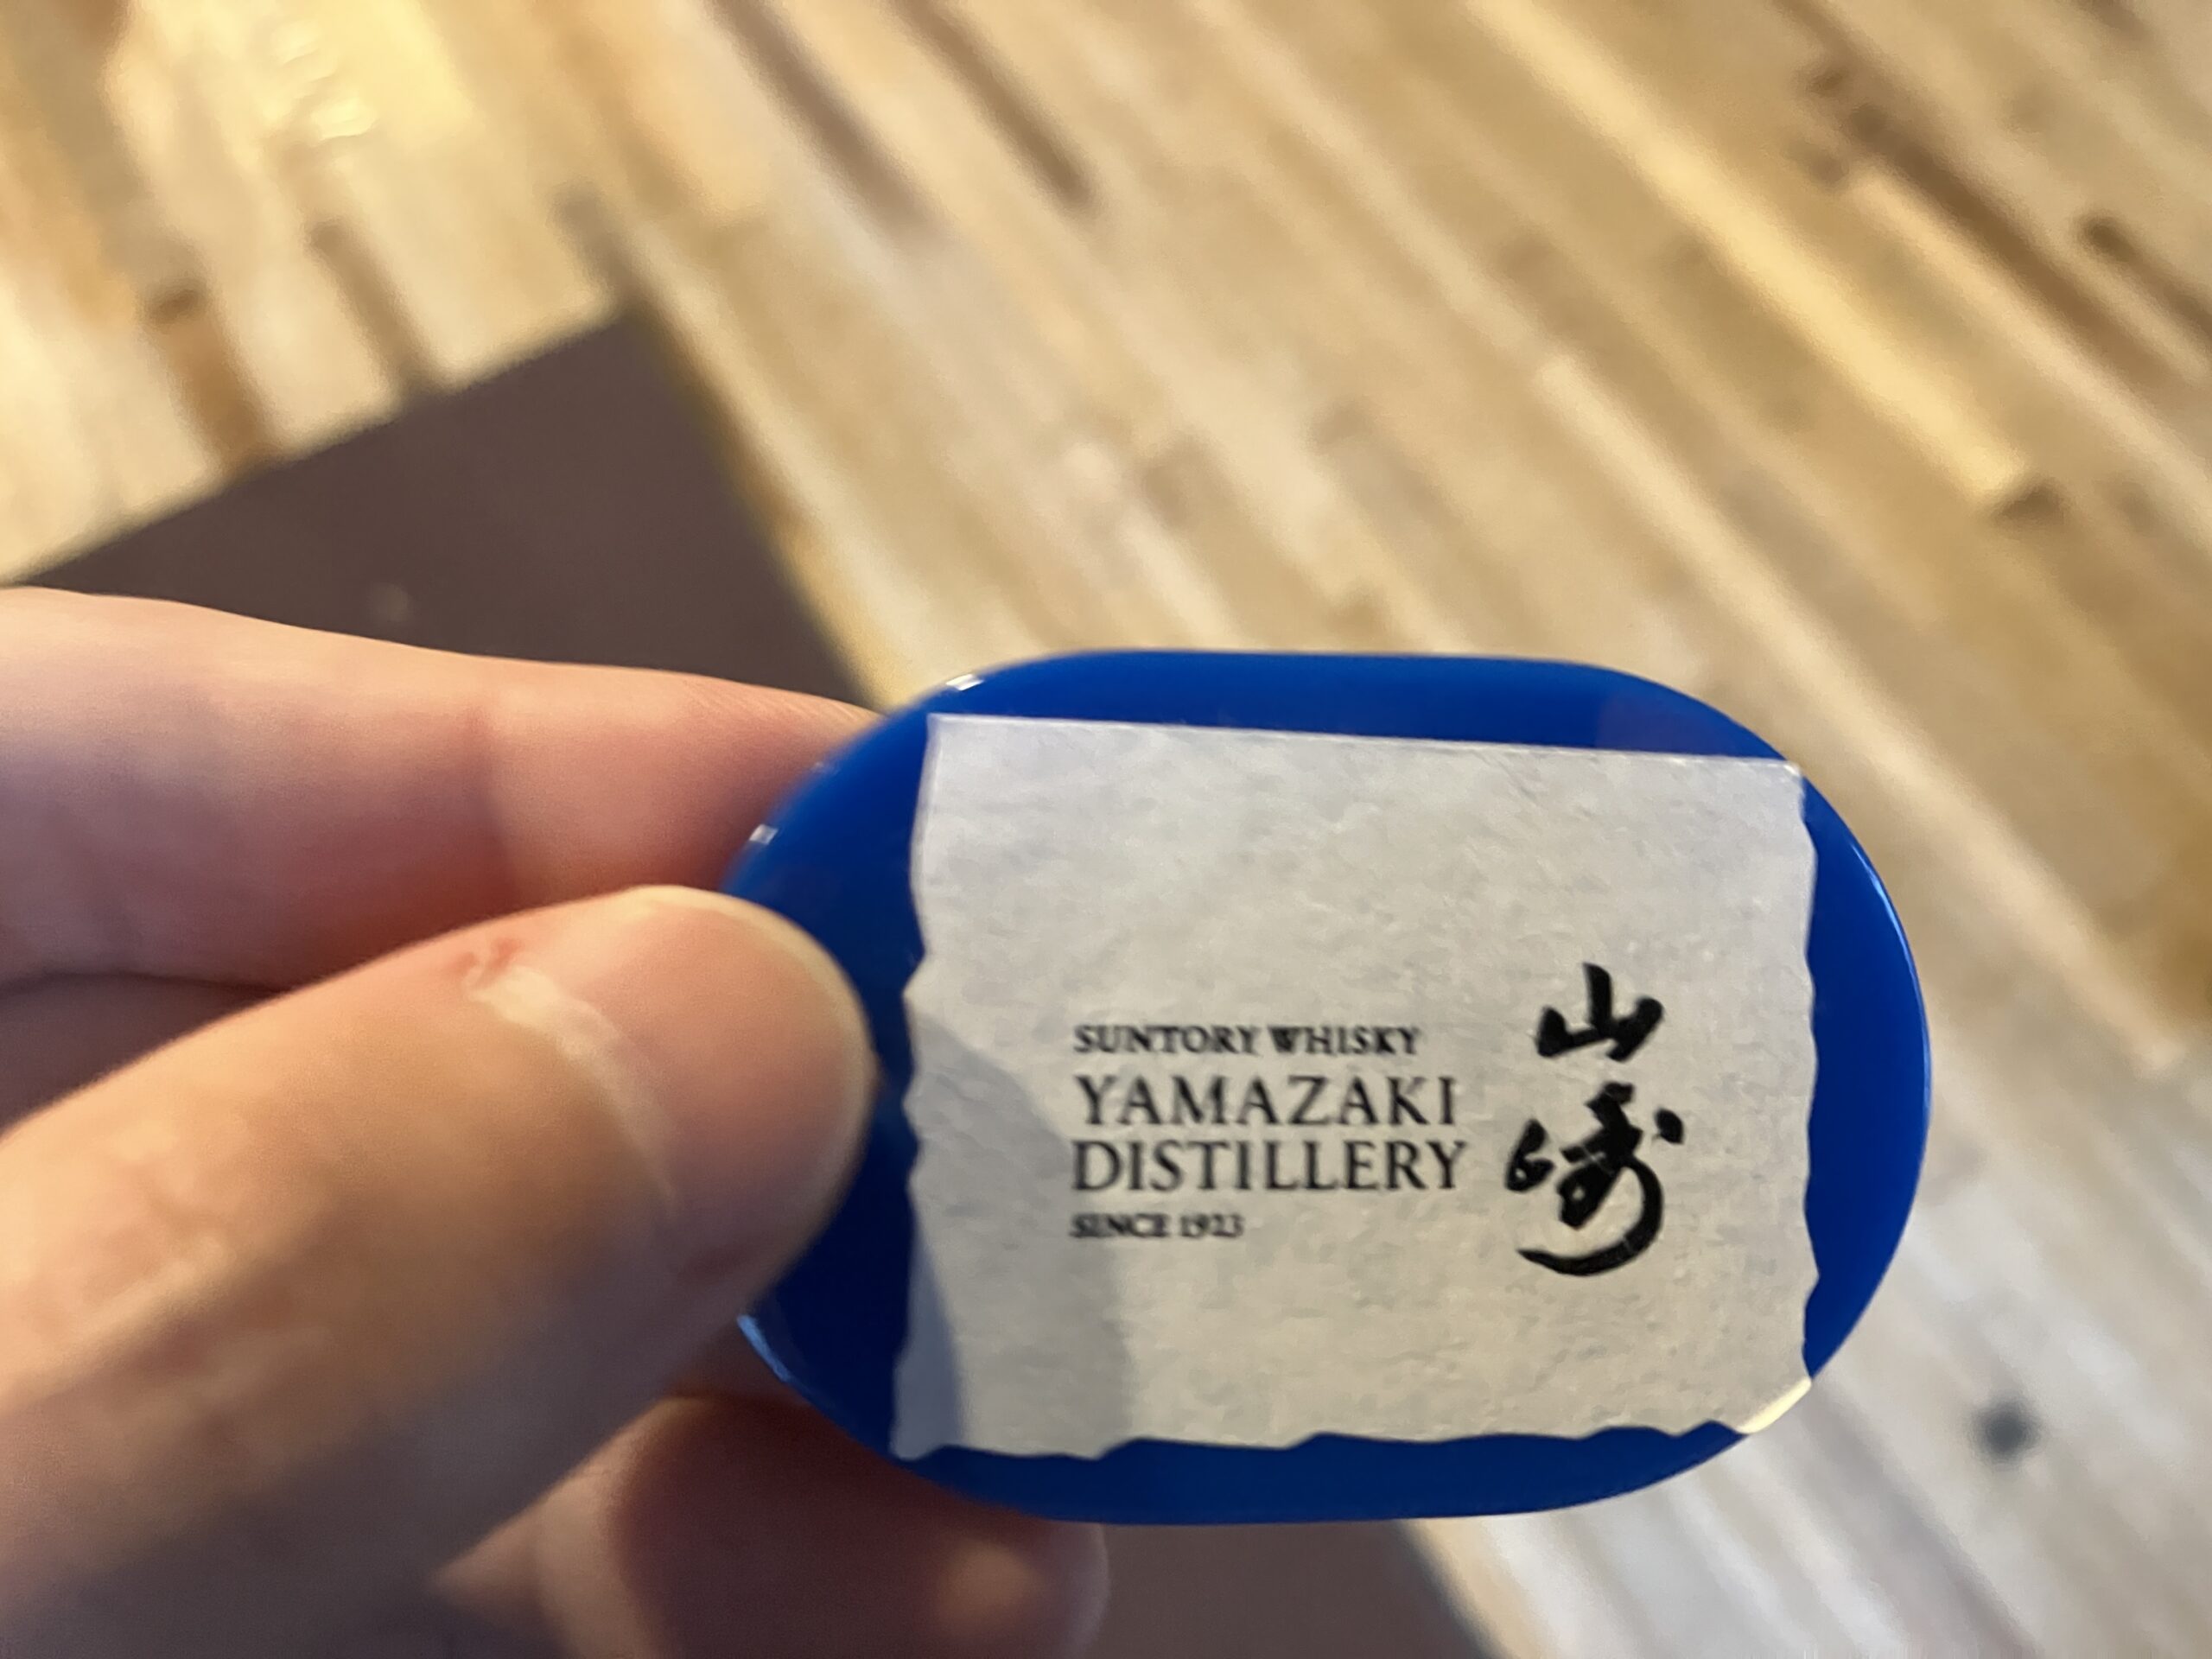 SUNTORY WHISKY
YAMAZAKI
DISTILLERY
SINCE 1923
山崎